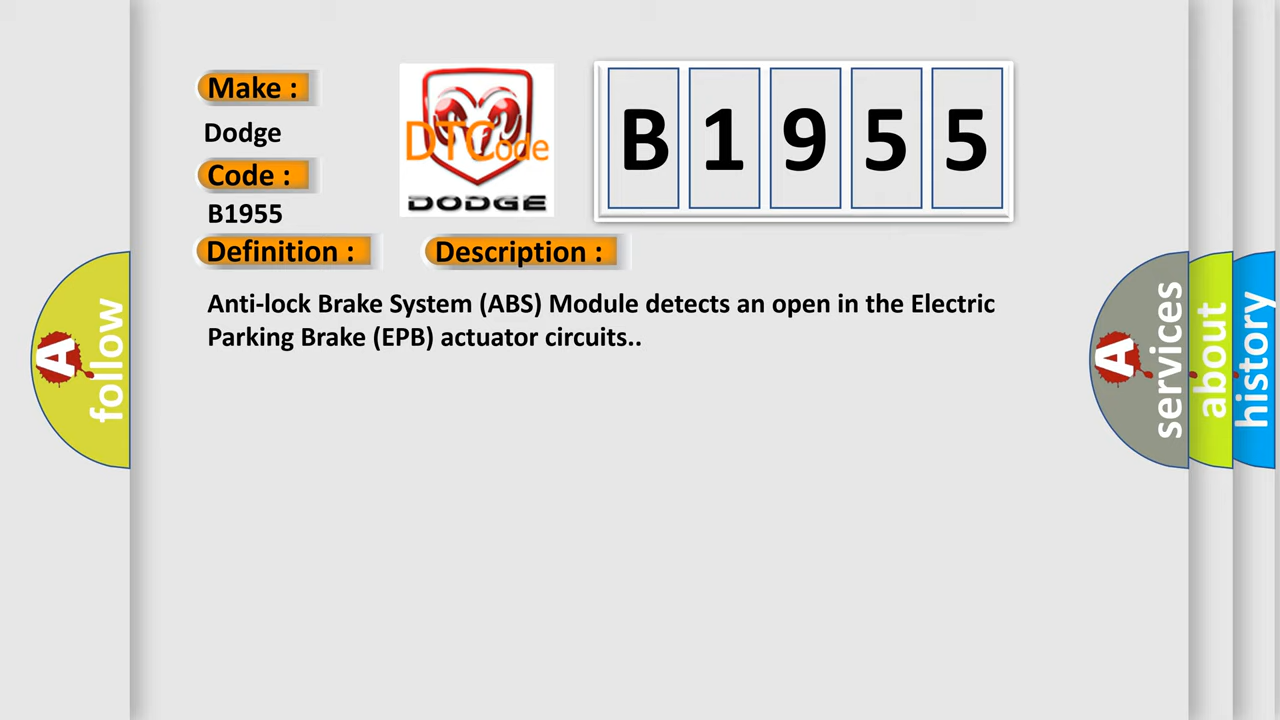 Make :
Dodge
Code :
B1955
DTCode
DODGE
B 1 9 5 5
Definition :
Description :
Anti-lock Brake System (ABS) Module detects an open in the Electric
Parking Brake (EPB) actuator circuits..
A follow
A services
about
history